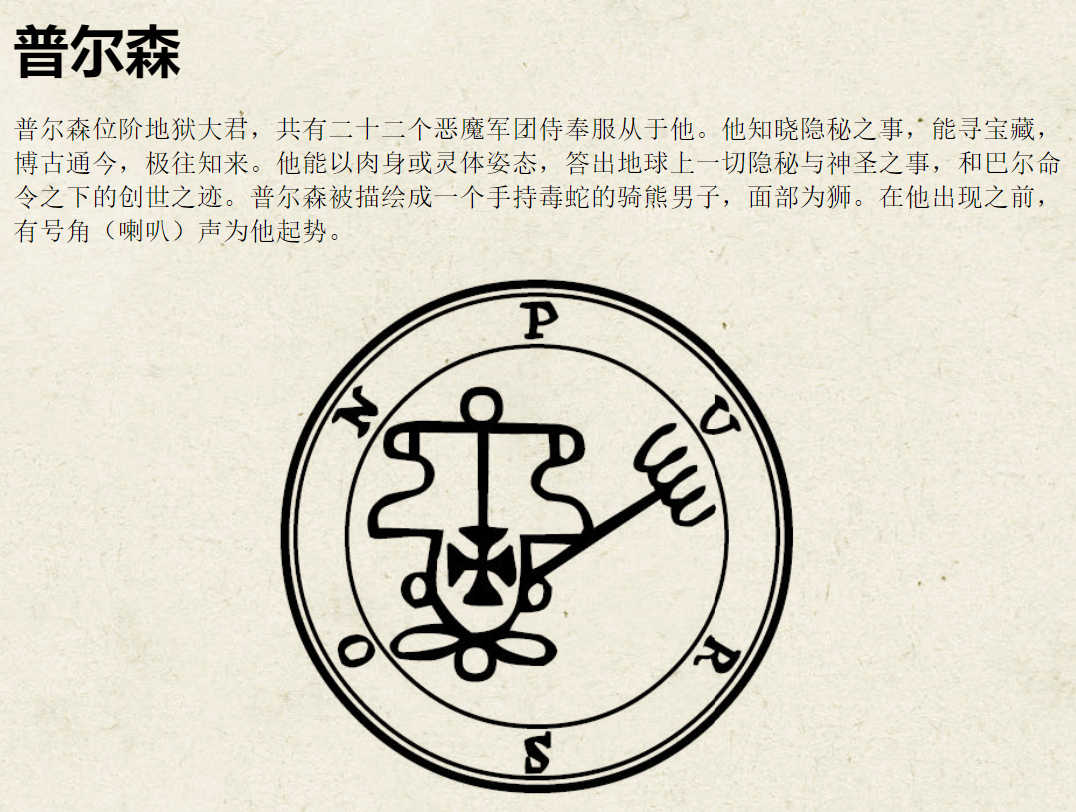 普尔森
普尔森位阶地狱大君，共有二十二个恶魔军团侍奉服从于他。他知晓隐秘之事，能寻宝藏，
博古通今，极往知来。他能以肉身或灵体姿态，答出地球上一切隐秘与神圣之事，和巴尔命
令之下的创世之迹。普尔森被描绘成一个手持毒蛇的骑熊男子，面部为狮。在他出现之前，
有号角（喇叭）声为他起势。
P
U
R
S
O
N